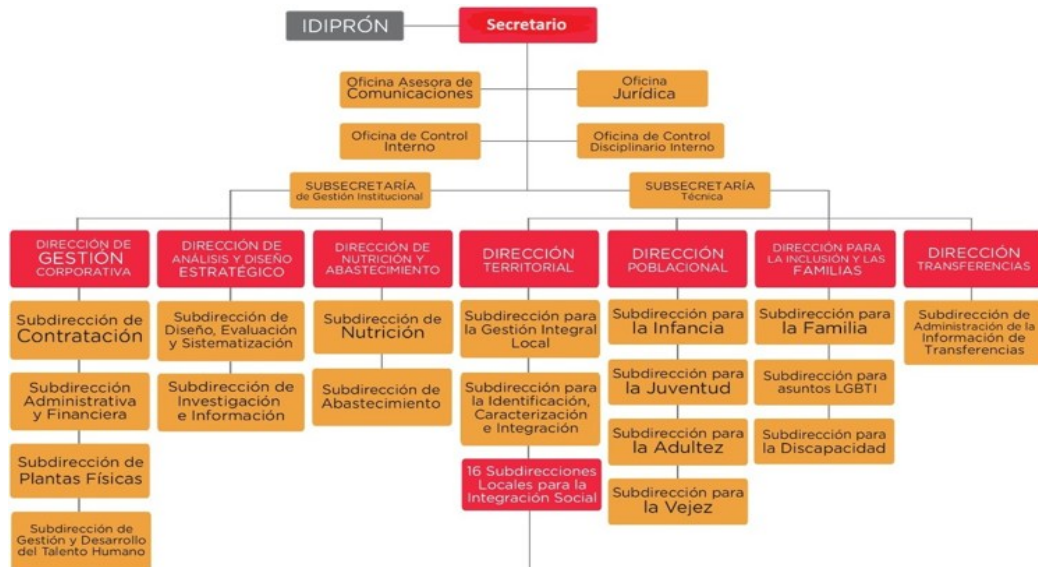 IDIPRÓN
Secretario
Oficina Asesora de
Comunicaciones
Oficina
Jurídica
Oficina de Control
Interno
Oficina de Control
Disciplinario Interno
SUBSECRETARÍA
de Gestión Institucional
SUBSECRETARÍA
Técnica
DIRECCIÓN DE
GESTIÓN
CORPORATIVA
Subdirección de
Contratación
Subdirección
Administrativa
y Financiera
Subdirección de
Plantas Físicas
Subdirección de
Gestión y Desarrollo
del Talento Humano
DIRECCIÓN DE
ANÁLISIS Y DISEÑO
ESTRATÉGICO
Subdirección de
Diseño, Evaluación
y Sistematización
Subdirección de
Investigación
e Información
DIRECCIÓN DE
NUTRICIÓN Y
ABASTECIMIENTO
Subdirección de
Nutrición
Subdirección de
Abastecimiento
DIRECCIÓN
TERRITORIAL
Subdirección para
la Gestión Integral
Local
Subdirección para
la Identificación,
Caracterización
e Integración
16 Subdirecciones
Locales para la
Integración Social
DIRECCIÓN
POBLACIONAL
Subdirección para
la Infancia
Subdirección para
la Juventud
Subdirección para
la Adultez
Subdirección para
la Vejez
DIRECCIÓN PARA
LA INCLUSIÓN Y LAS
FAMILIAS
Subdirección para
la Familia
Subdirección para
asuntos LGBTI
Subdirección para
la Discapacidad
DIRECCIÓN
TRANSFERENCIAS
Subdirección de
Administración de la
Información de
Transferencias